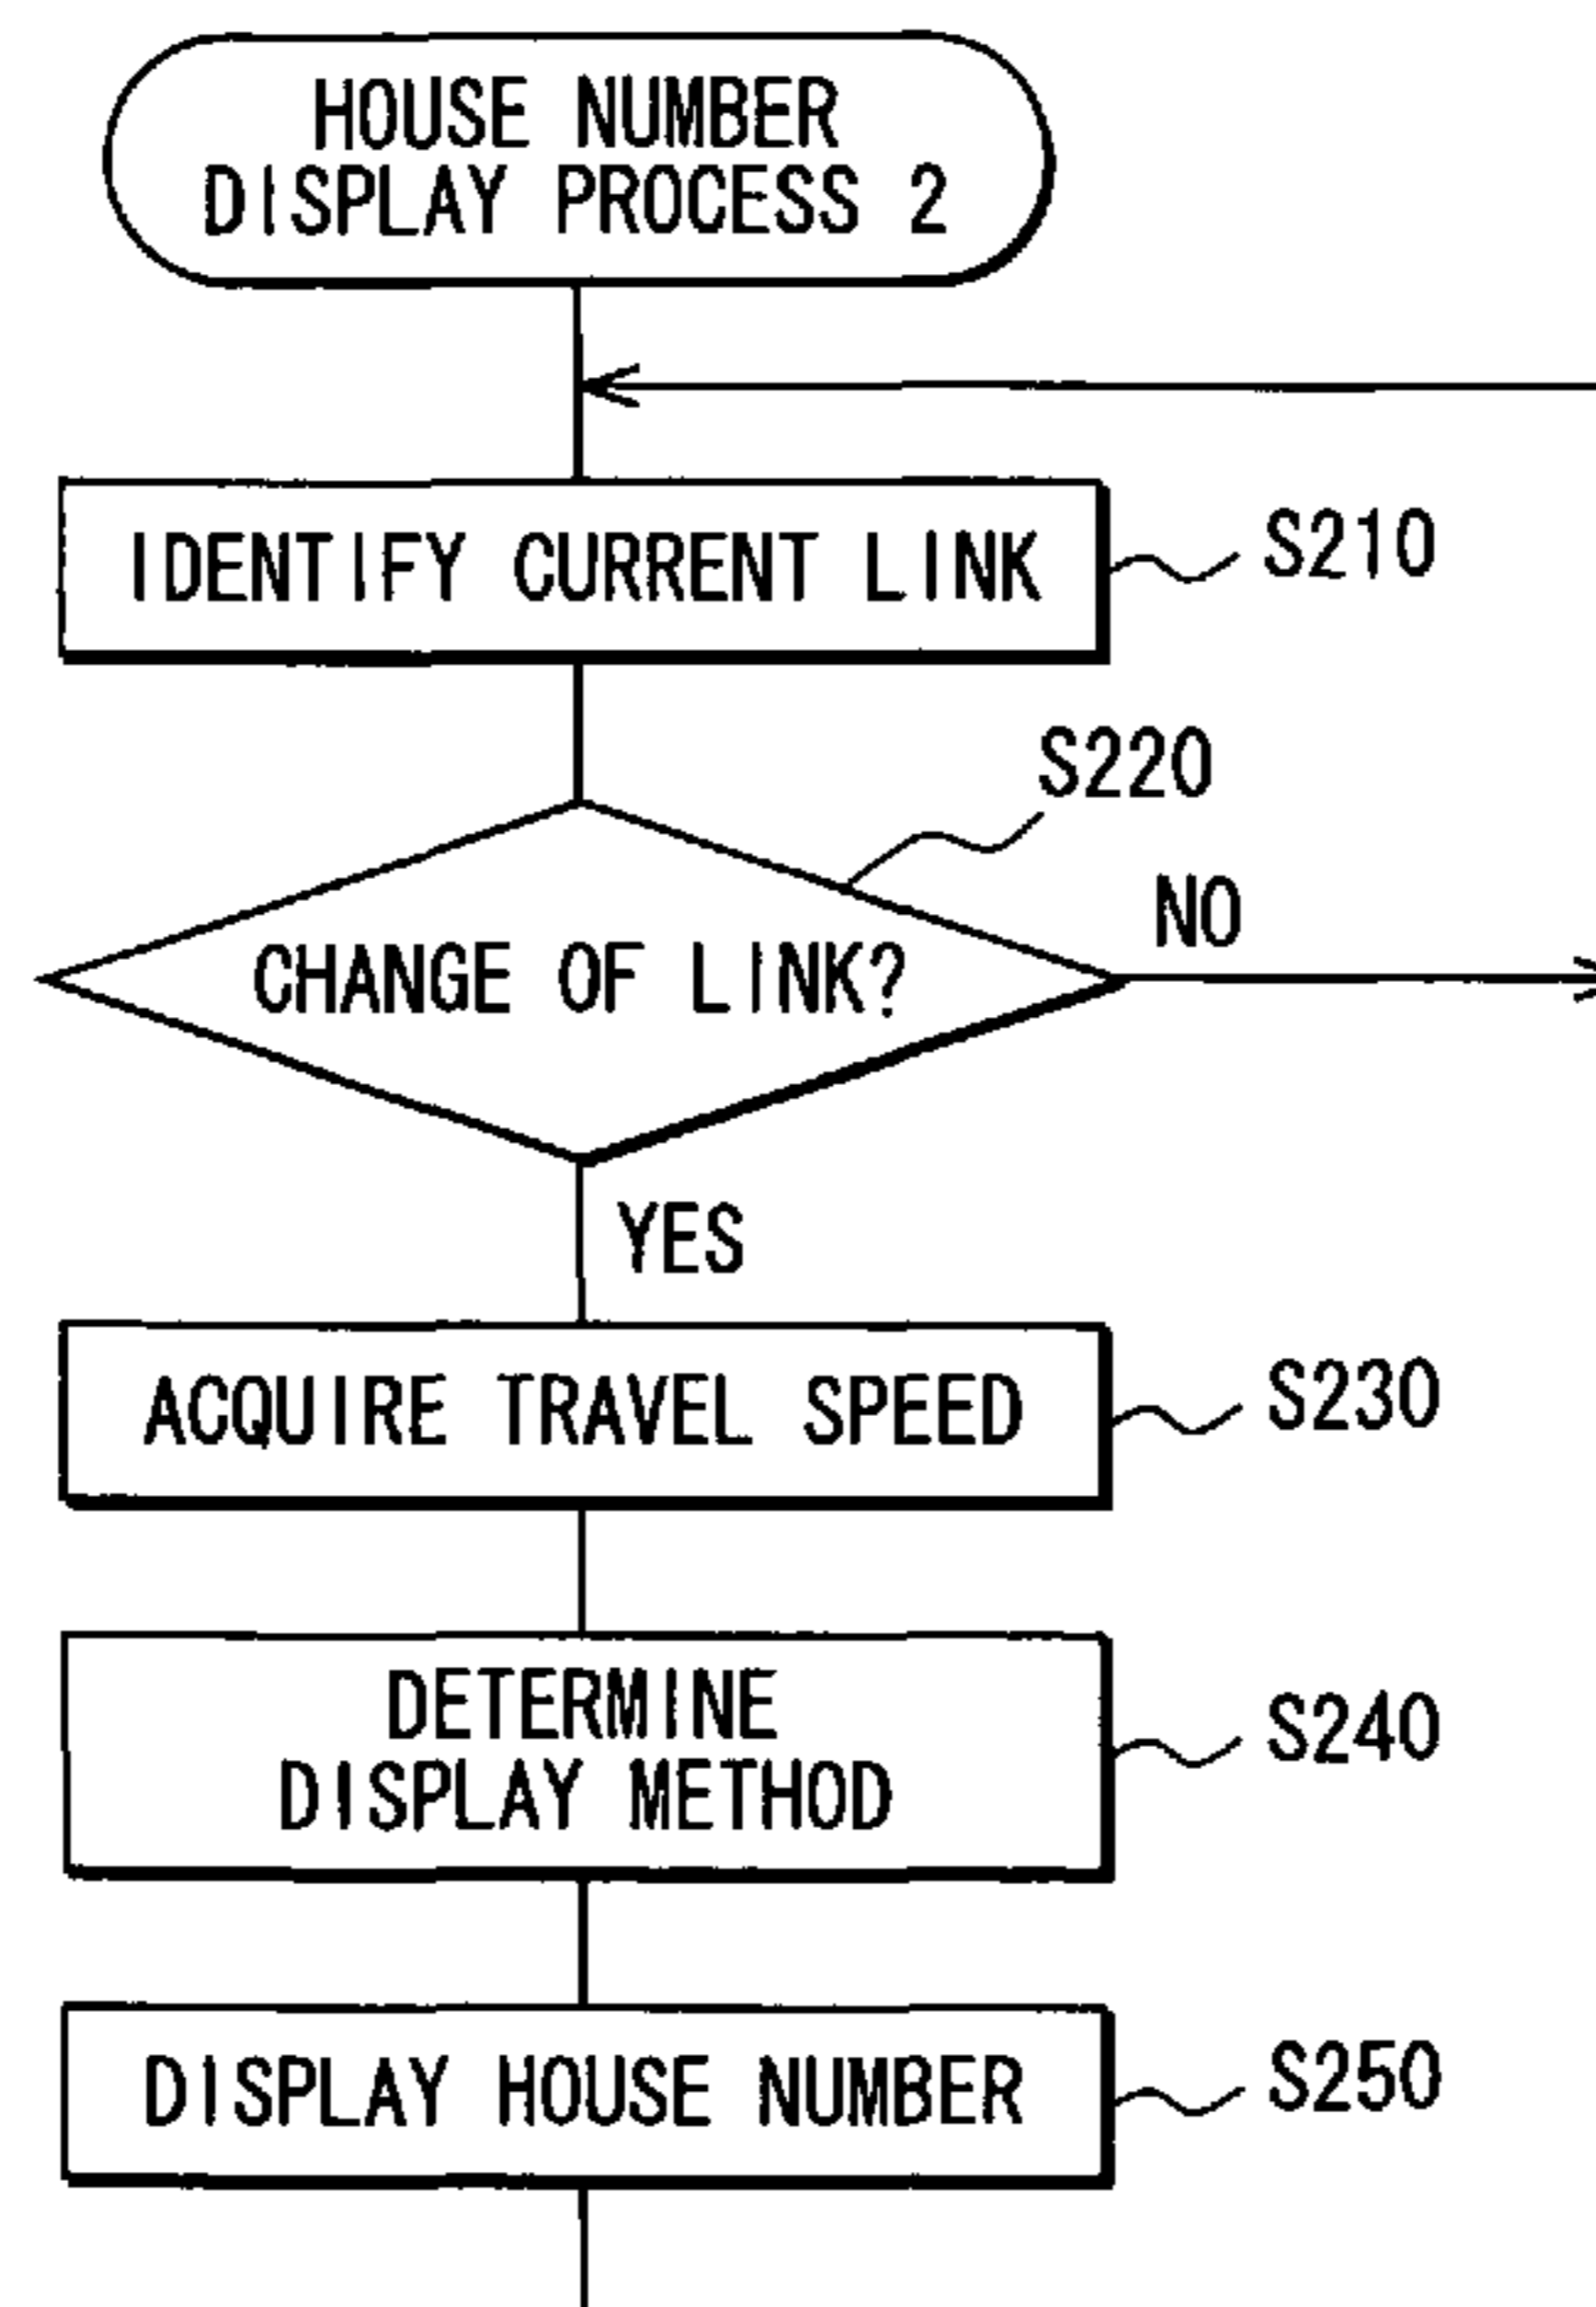 HOUSE NUMBER
DISPLAY PROCESS 2
IDENTIFY CURRENT LINK
S210
S220
CHANGE OF LINK?
NO
YES
ACQUIRE TRAVEL SPEED
S230
DETERMINE
DISPLAY METHOD
S240
DISPLAY HOUSE NUMBER
S250